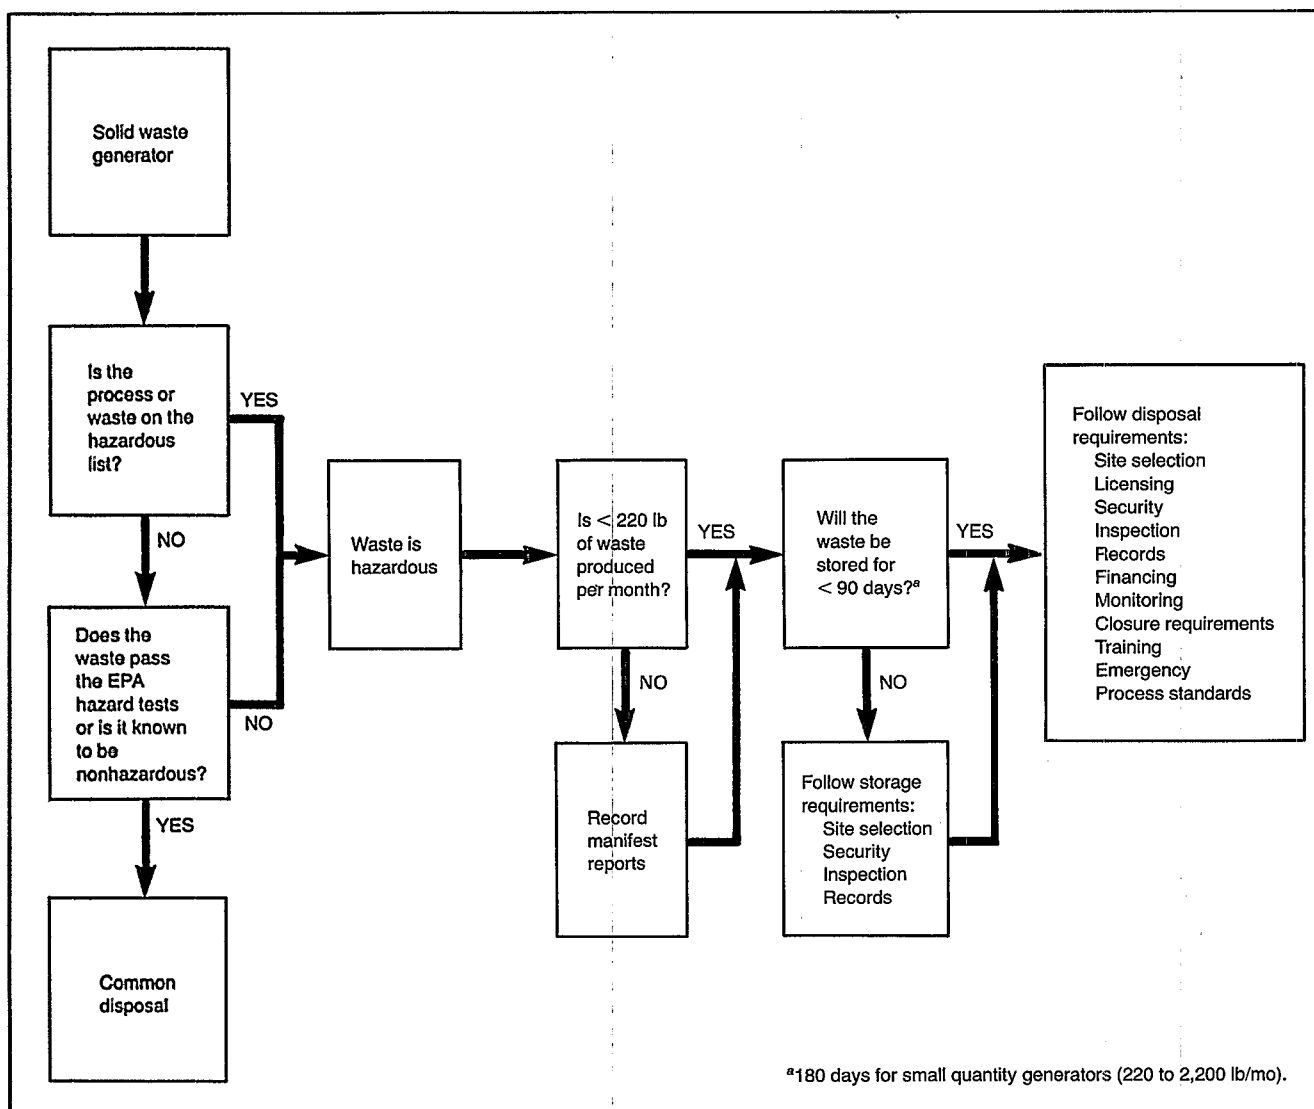 Solid waste
generator
Is the
process or
waste on the
hazardous
list?
YES
NO
Does the
waste pass
the EPA
hazard tests
or is it known
to be
nonhazardous?
NO
YES
Common
disposal
Waste is
hazardous
Is < 220 lb
of waste
produced
per month?
YES
NO
Record
manifest
reports
Will the
waste be
stored for
< 90 days?ᵃ
YES
NO
Follow storage
requirements:
Site selection
Security
Inspection
Records
Follow disposal
requirements:
Site selection
Licensing
Security
Inspection
Records
Financing
Monitoring
Closure requirements
Training
Emergency
Process standards
ᵃ180 days for small quantity generators (220 to 2,200 lb/mo).